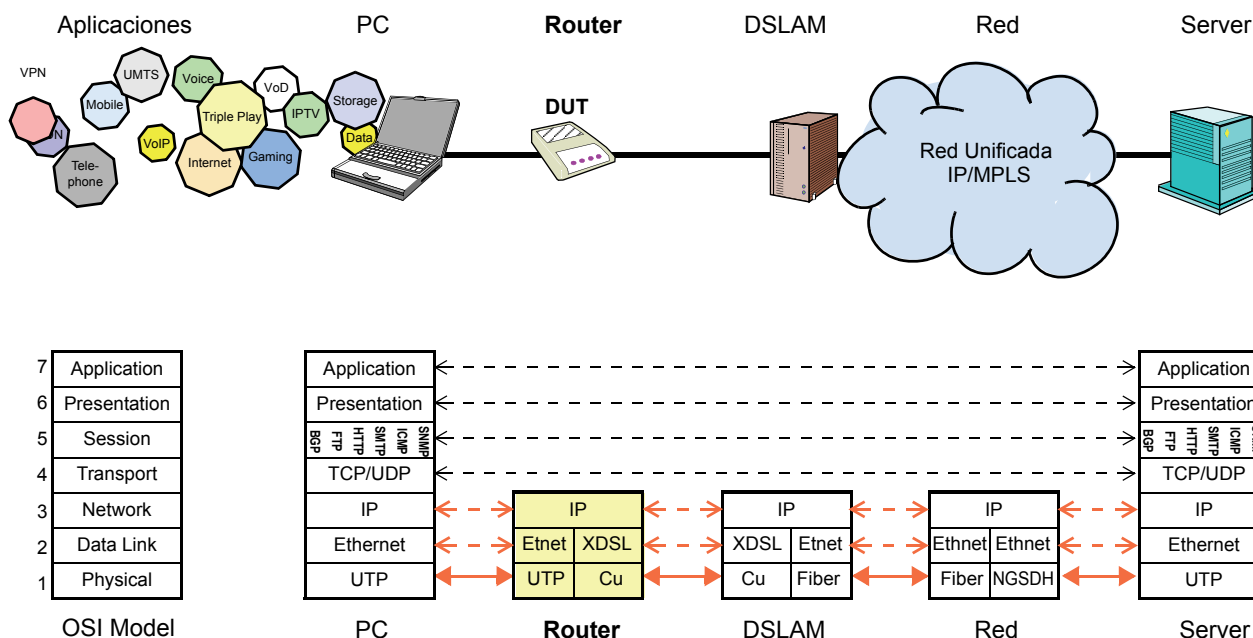 Aplicaciones PC Router DSLAM Red Server
VPN
UMTS
Voice
VoD
Mobile
Storage
IPTV
Triple Play
DUT
N
VoIP
Data
Internet
Gaming
Tele-
phone
Red Unificada
IP/MPLS
7 Application Application Application
6 Presentation Presentation Presentation
5 Session BGP FTP HTTP SMTP ICMP SNMP BGP FTP HTTP SMTP ICMP
4 Transport TCP/UDP TCP/UDP
3 Network IP IP IP IP IP
2 Data Link Ethernet Etnet XDSL XDSL Etnet Ethnet Ethnet Ethernet
1 Physical UTP UTP Cu Cu Fiber Fiber NGSDH UTP
OSI Model PC Router DSLAM Red Server